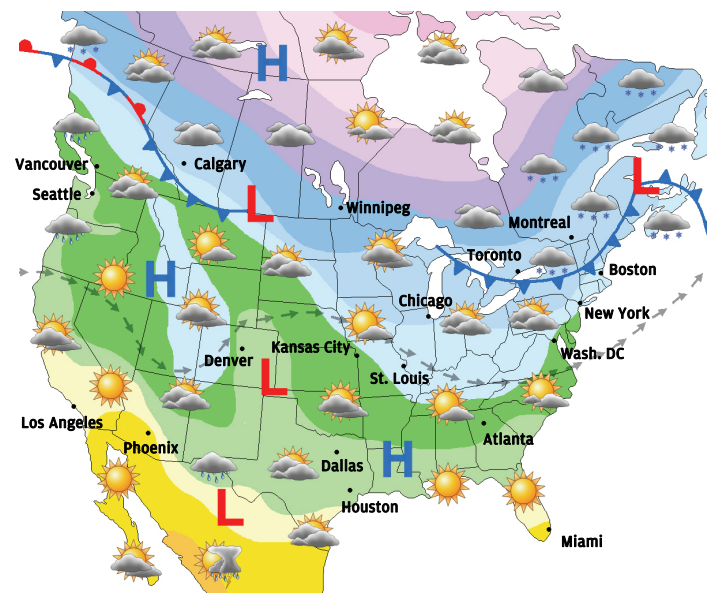 H
L
Calgary
Vancouver
Seattle
L
Winnipeg
Montreal
Toronto
Boston
H
Chicago
New York
Wash. DC
Kansas City
Denver
St. Louis
L
Los Angeles
Phoenix
Atlanta
H
Dallas
L
Houston
Miami